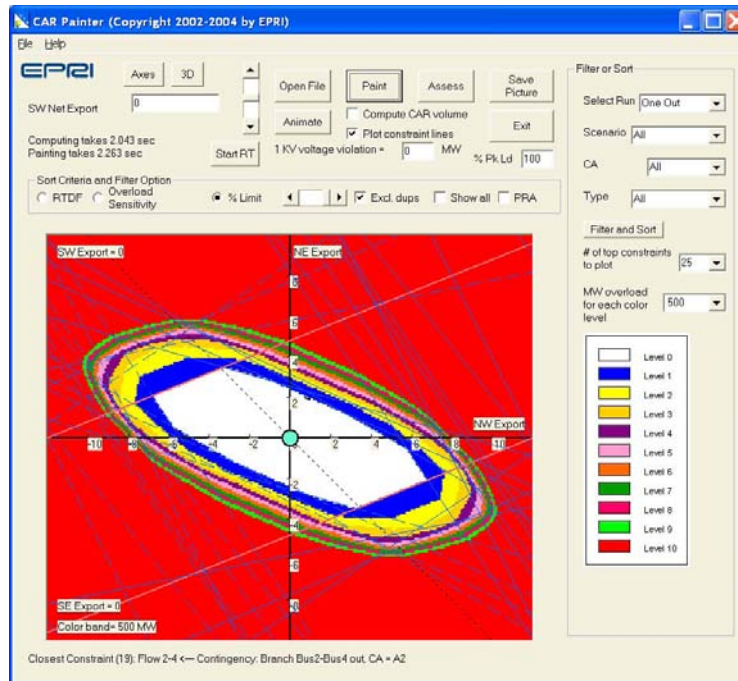 CAR Painter (Copyright 2002-2004 by EPRI)
File Help
EPRI
Axes 3D
SW Net Export 0
Computing takes 2.043 sec
Painting takes 2.263 sec
Start RT
Open File Paint Assess Save Picture
Animate
Compute CAR volume
Plot constraint lines
Exit
1 KV voltage violation = 0 MW
% Pk Ld 100
Sort Criteria and Filter Option
RTDF Overload Sensitivity % Limit Excl. dups Show all PRA
Filter or Sort
Select Run One Out
Scenario All
CA All
Type All
Filter and Sort
# of top constraints to plot 25
MW overload for each color level 500
Level 0
Level 1
Level 2
Level 3
Level 4
Level 5
Level 6
Level 7
Level 8
Level 9
Level 10
SW Export = 0
NE Export
8
6
4
2
NW Export
-10 -8 -6 -4 -2 0 2 4 6 8 10
-2
-4
-6
-8
SE Export = 0
Color band= 500 MW
Closest Constraint (19): Flow 2-4 <-- Contingency: Branch Bus2-Bus4 out, CA = A2